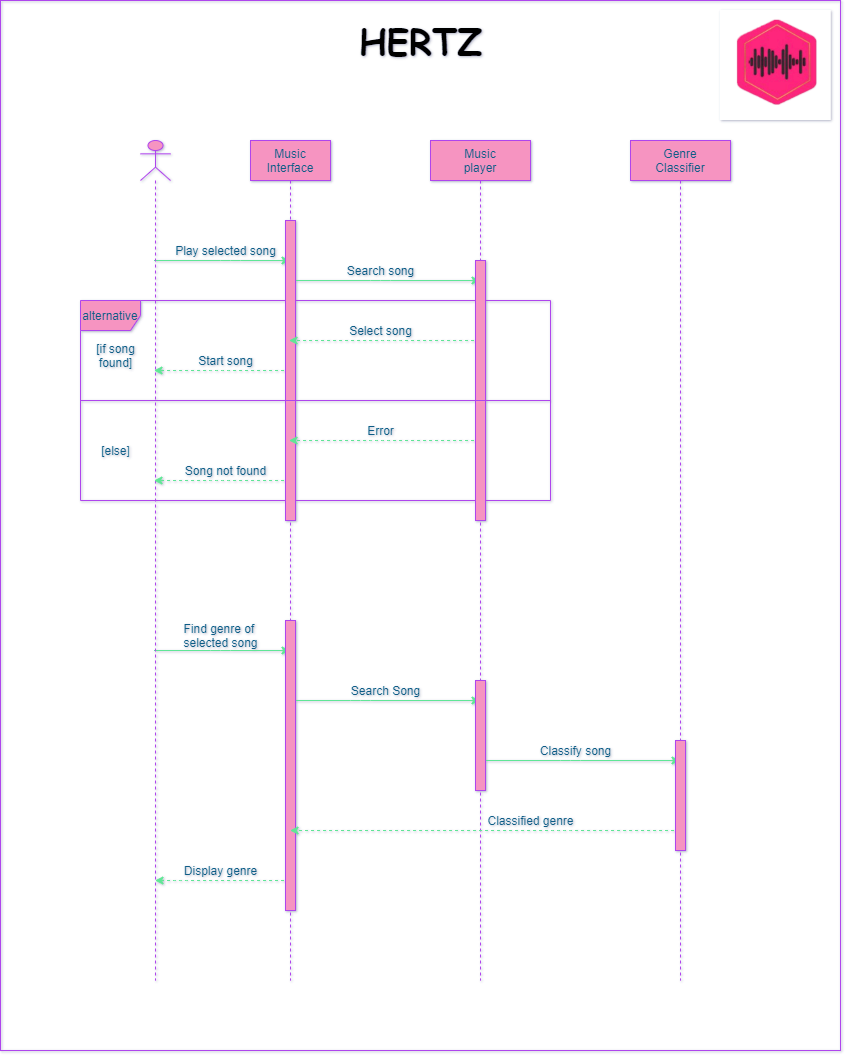 HERTZ
Music
Interface
Music
player
Genre
Classifier
Play selected song
Search song
alternative
Select song
[if song
found]
Start song
Error
[else]
Song not found
Find genre of
selected song
Search Song
Classify song
Classified genre
Display genre